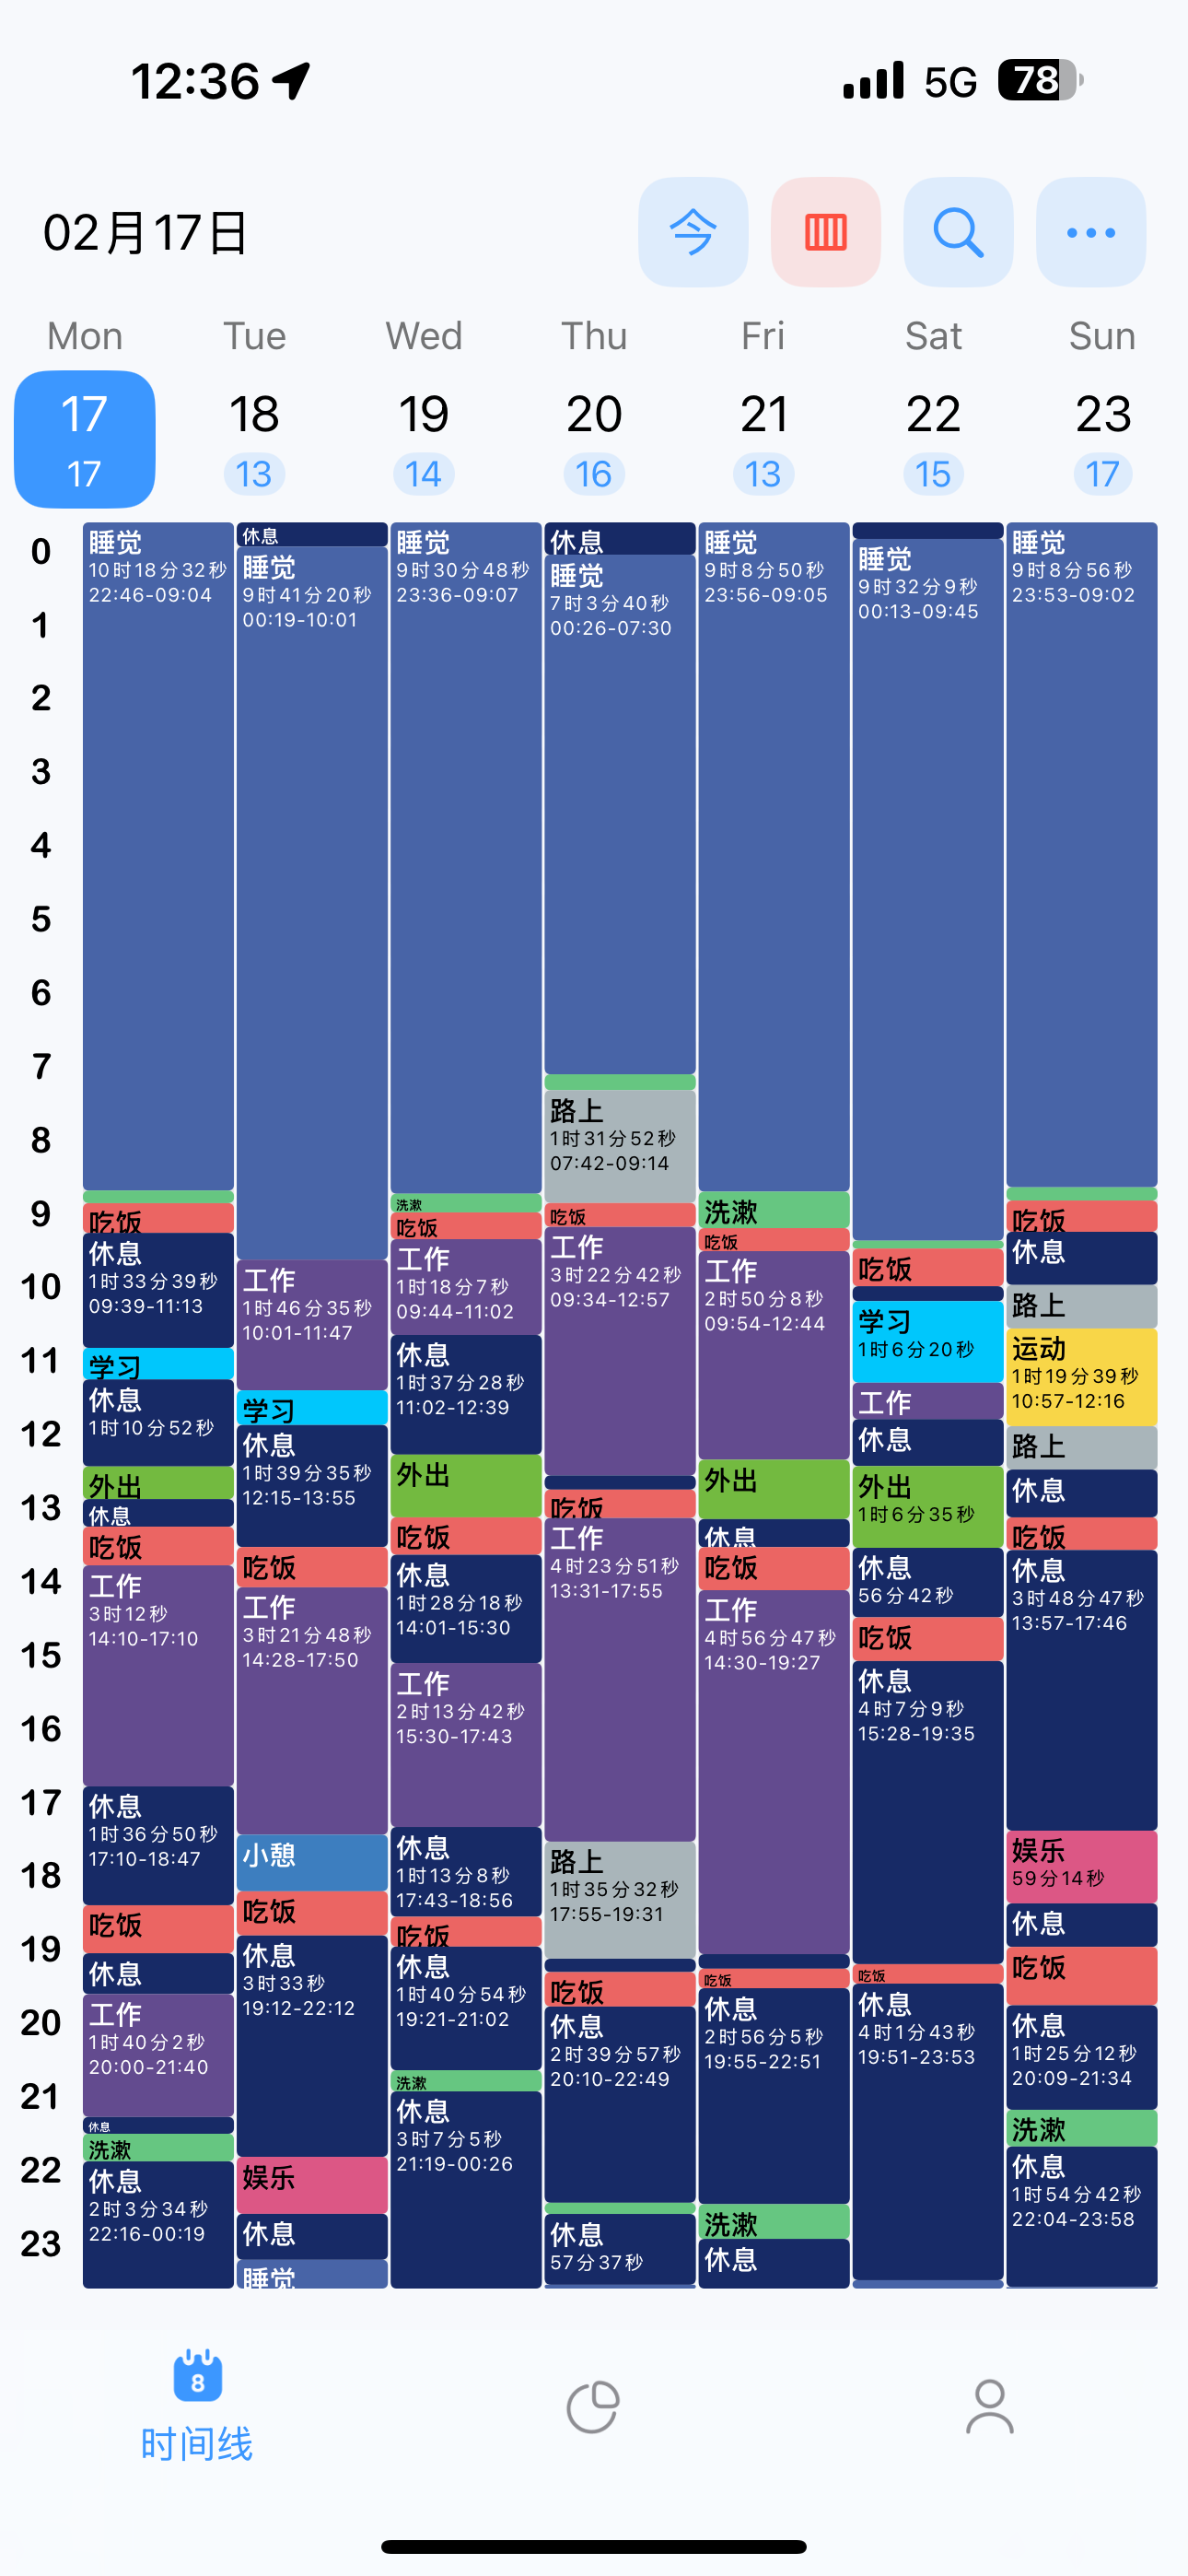 12:36
5G
78
02月17日
今
Mon Tue Wed Thu Fri Sat Sun
17 18 19 20 21 22 23
17 13 14 16 13 15 17
0
1
2
3
4
5
6
7
8
9
10
11
12
13
14
15
16
17
18
19
20
21
22
23
睡觉
10时18分32秒
22:46-09:04
吃饭
休息
1时33分39秒
09:39-11:13
学习
休息
1时10分52秒
外出
休息
吃饭
工作
3时12秒
14:10-17:10
休息
1时36分50秒
17:10-18:47
吃饭
休息
工作
1时40分2秒
20:00-21:40
休息
洗漱
休息
2时3分34秒
22:16-00:19
休息
睡觉
9时41分20秒
00:19-10:01
工作
1时46分35秒
10:01-11:47
学习
休息
1时39分35秒
12:15-13:55
吃饭
工作
3时21分48秒
14:28-17:50
小憩
吃饭
休息
3时33秒
19:12-22:12
娱乐
休息
睡觉
睡觉
9时30分48秒
23:36-09:07
洗漱
吃饭
工作
1时18分7秒
09:44-11:02
休息
1时37分28秒
11:02-12:39
外出
吃饭
休息
1时28分18秒
14:01-15:30
工作
2时13分42秒
15:30-17:43
休息
1时13分8秒
17:43-18:56
吃饭
休息
1时40分54秒
19:21-21:02
洗漱
休息
3时7分5秒
21:19-00:26
休息
睡觉
7时3分40秒
00:26-07:30
路上
1时31分52秒
07:42-09:14
吃饭
工作
3时22分42秒
09:34-12:57
吃饭
工作
4时23分51秒
13:31-17:55
路上
1时35分32秒
17:55-19:31
吃饭
休息
2时39分57秒
20:10-22:49
休息
57分37秒
睡觉
9时8分50秒
23:56-09:05
洗漱
吃饭
工作
2时50分8秒
09:54-12:44
外出
休息
吃饭
工作
4时56分47秒
14:30-19:27
吃饭
休息
2时56分5秒
19:55-22:51
洗漱
休息
睡觉
9时32分9秒
00:13-09:45
吃饭
学习
1时6分20秒
工作
休息
外出
1时6分35秒
休息
56分42秒
吃饭
休息
4时7分9秒
15:28-19:35
吃饭
休息
4时1分43秒
19:51-23:53
睡觉
9时8分56秒
23:53-09:02
吃饭
休息
路上
运动
1时19分39秒
10:57-12:16
路上
休息
吃饭
休息
3时48分47秒
13:57-17:46
娱乐
59分14秒
休息
吃饭
休息
1时25分12秒
20:09-21:34
洗漱
休息
1时54分42秒
22:04-23:58
8
时间线